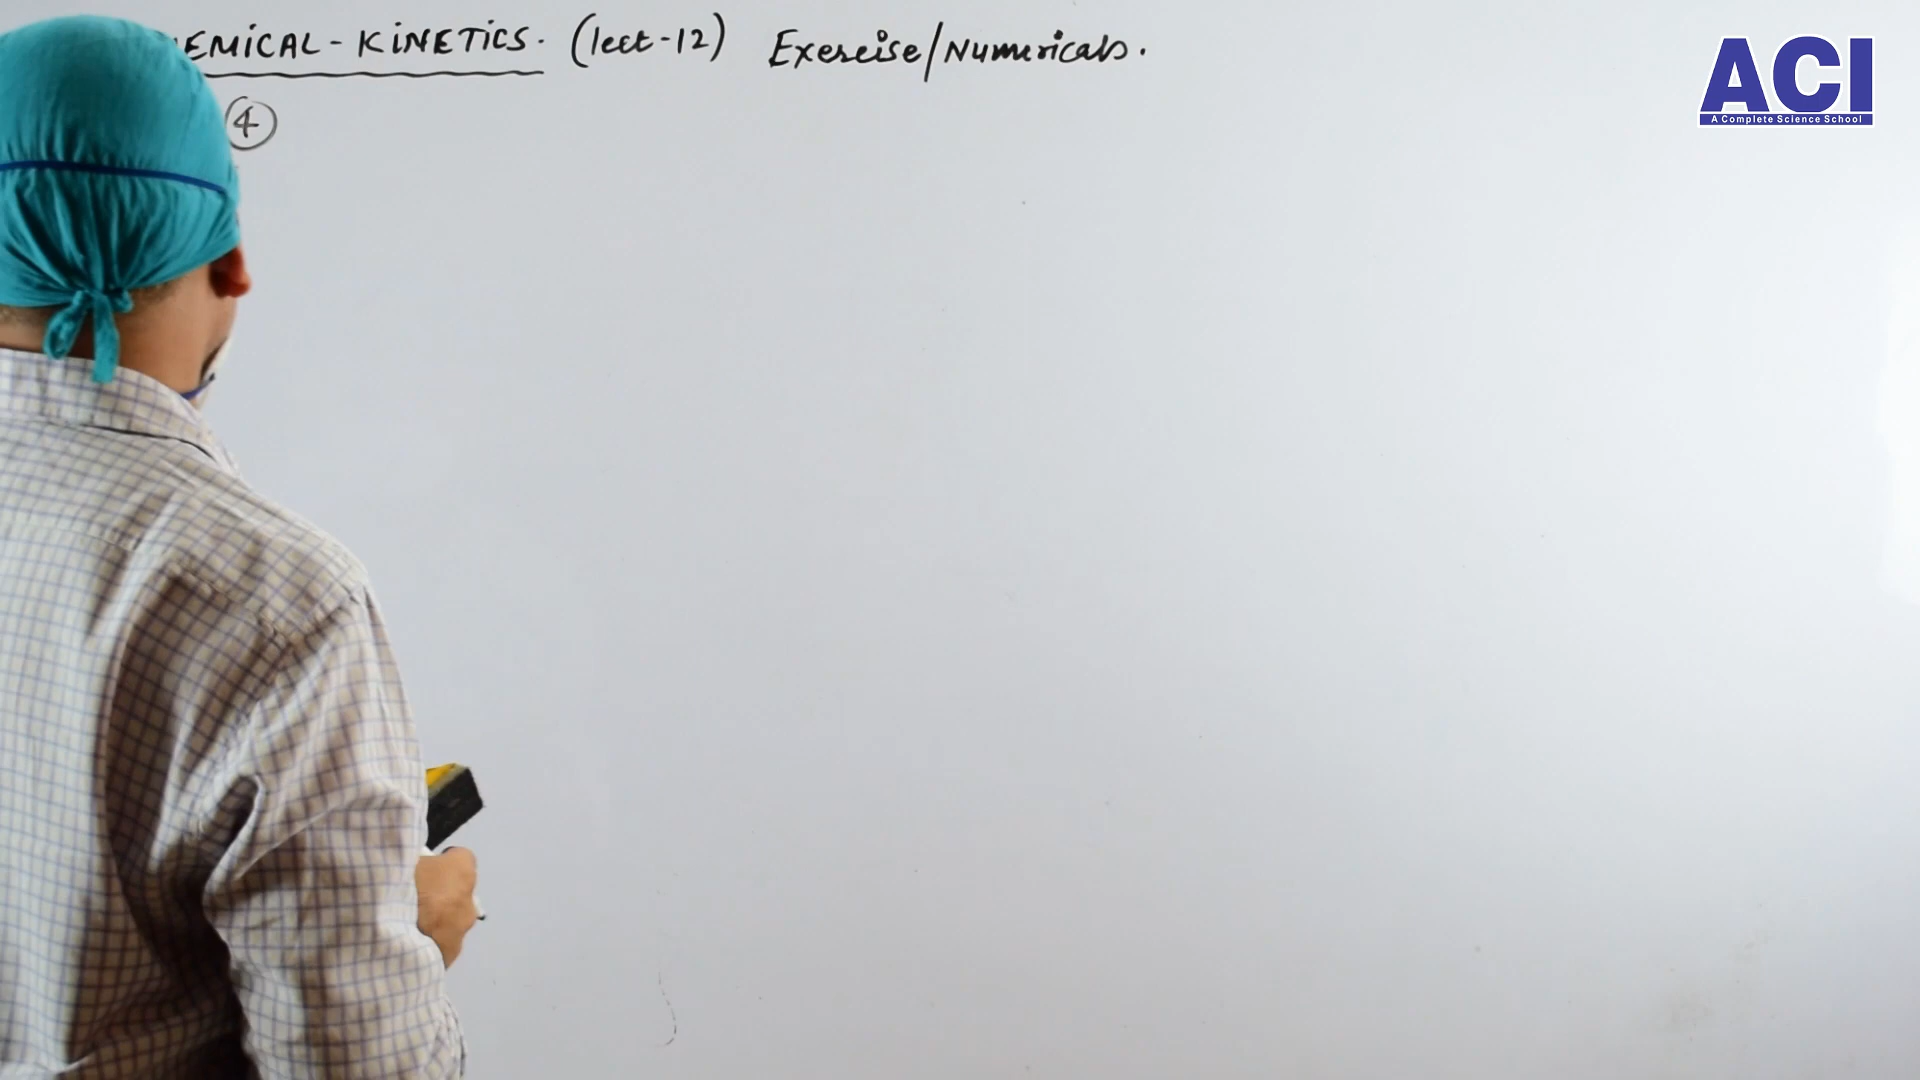 EMICAL - KINETICS. (lect-12) Exercise/Numericals.
4
ACI
A Complete Science School